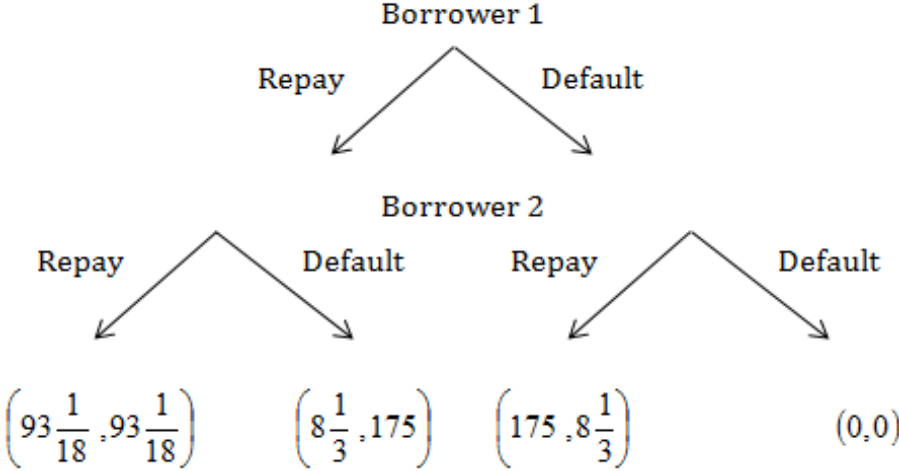 Borrower 1
Repay Default
Borrower 2
Repay Default Repay Default
(93 1/18 ,93 1/18) (8 1/3 ,175) (175 ,8 1/3) (0,0)